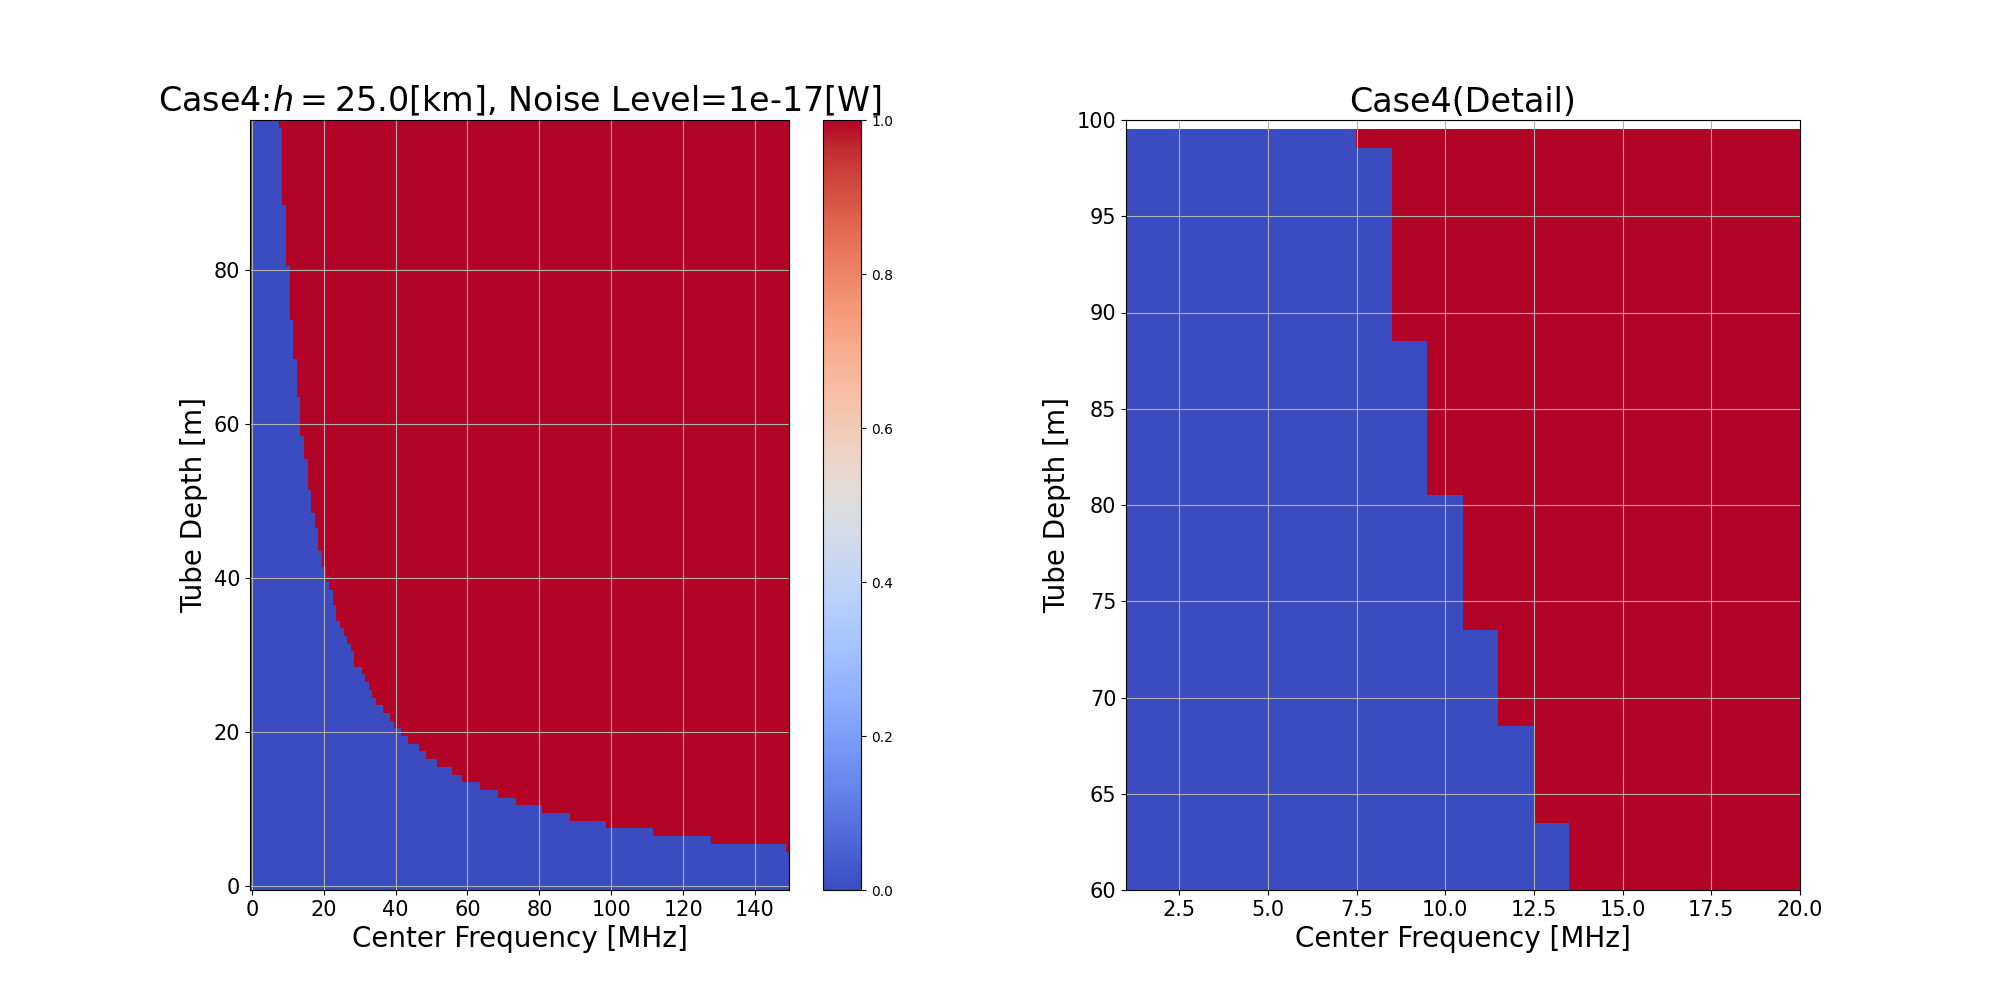 Case4:h = 25.0[km], Noise Level=1e-17[W]
Case4(Detail)
Tube Depth [m]
80
60
40
20
0
0 20 40 60 80 100 120 140
Center Frequency [MHz]
1.0
0.8
0.6
0.4
0.2
0.0
Tube Depth [m]
100
95
90
85
80
75
70
65
60
2.5 5.0 7.5 10.0 12.5 15.0 17.5 20.0
Center Frequency [MHz]